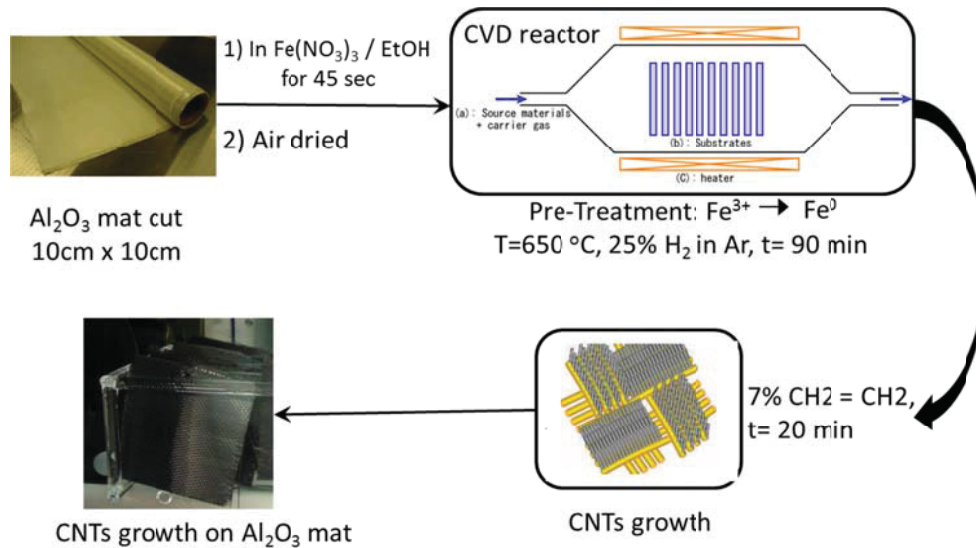 1) In Fe(NO₃)₃ / EtOH
for 45 sec
2) Air dried
Al₂O₃ mat cut
10cm x 10cm
CVD reactor
(a): Source materials
+ carrier gas
(b): Substrates
(C): heater
Pre-Treatment: Fe³⁺ → Fe⁰
T=650 °C, 25% H₂ in Ar, t= 90 min
7% CH2 = CH2,
t= 20 min
CNTs growth
CNTs growth on Al₂O₃ mat